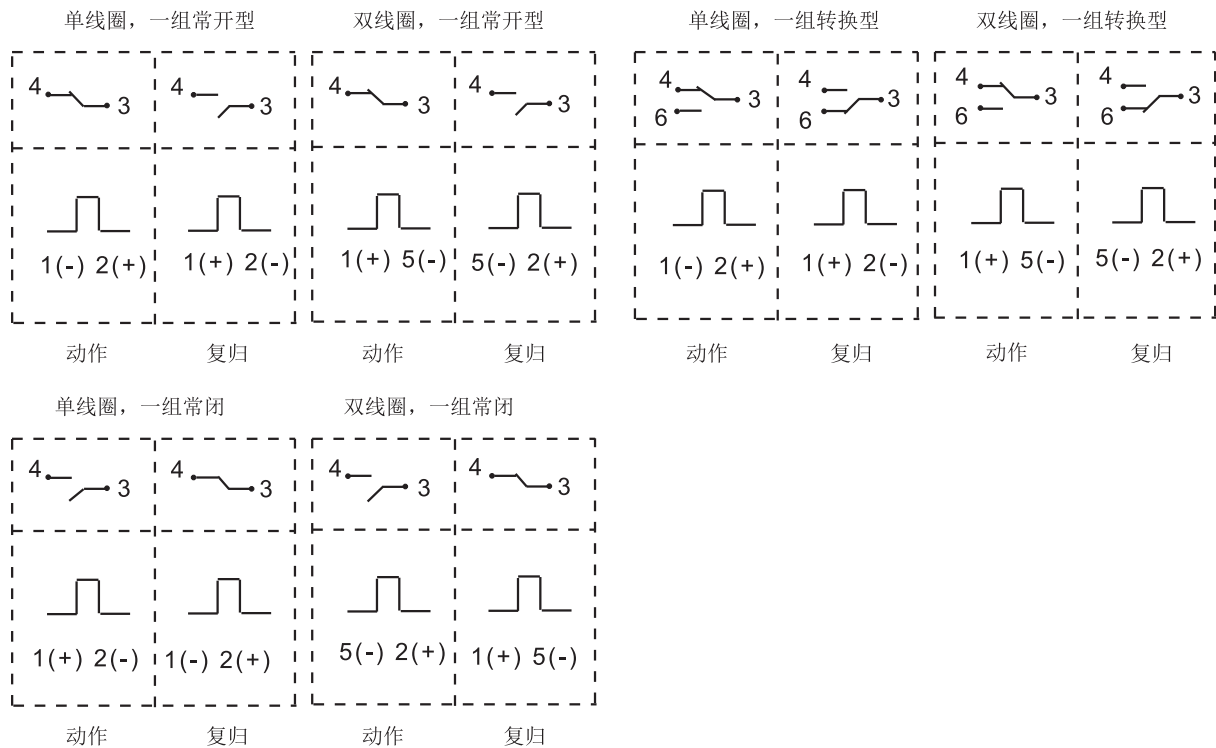 单线圈，一组常开型
双线圈，一组常开型
单线圈，一组转换型
双线圈，一组转换型
4 3
4 3
4 3
4 3
4 3
6
4 3
6
4 3
6
4 3
6
1(-) 2(+)
1(+) 2(-)
1(+) 5(-)
5(-) 2(+)
1(-) 2(+)
1(+) 2(-)
1(+) 5(-)
5(-) 2(+)
动作
复归
动作
复归
动作
复归
动作
复归
单线圈，一组常闭
双线圈，一组常闭
4 3
4 3
4 3
4 3
1(+) 2(-)
1(-) 2(+)
5(-) 2(+)
1(+) 5(-)
动作
复归
动作
复归